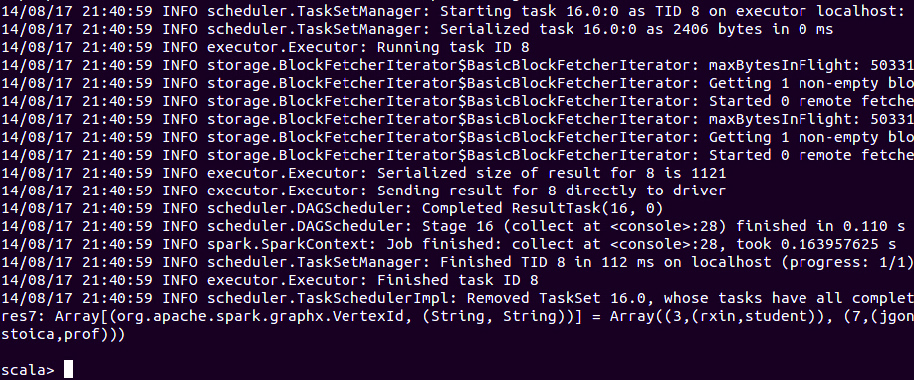 14/08/17 21:40:59 INFO scheduler.TaskSetManager: Starting task 16.0:0 as TID 8 on executor localhost:
14/08/17 21:40:59 INFO scheduler.TaskSetManager: Serialized task 16.0:0 as 2406 bytes in 0 ms
14/08/17 21:40:59 INFO executor.Executor: Running task ID 8
14/08/17 21:40:59 INFO storage.BlockFetcherIterator$BasicBlockFetcherIterator: maxBytesInFlight: 50331
14/08/17 21:40:59 INFO storage.BlockFetcherIterator$BasicBlockFetcherIterator: Getting 1 non-empty blo
14/08/17 21:40:59 INFO storage.BlockFetcherIterator$BasicBlockFetcherIterator: Started 0 remote fetche
14/08/17 21:40:59 INFO storage.BlockFetcherIterator$BasicBlockFetcherIterator: maxBytesInFlight: 50331
14/08/17 21:40:59 INFO storage.BlockFetcherIterator$BasicBlockFetcherIterator: Getting 1 non-empty blo
14/08/17 21:40:59 INFO storage.BlockFetcherIterator$BasicBlockFetcherIterator: Started 0 remote fetche
14/08/17 21:40:59 INFO executor.Executor: Serialized size of result for 8 is 1121
14/08/17 21:40:59 INFO executor.Executor: Sending result for 8 directly to driver
14/08/17 21:40:59 INFO scheduler.DAGScheduler: Completed ResultTask(16, 0)
14/08/17 21:40:59 INFO scheduler.DAGScheduler: Stage 16 (collect at <console>:28) finished in 0.110 s
14/08/17 21:40:59 INFO spark.SparkContext: Job finished: collect at <console>:28, took 0.163957625 s
14/08/17 21:40:59 INFO scheduler.TaskSetManager: Finished TID 8 in 112 ms on localhost (progress: 1/1)
14/08/17 21:40:59 INFO executor.Executor: Finished task ID 8
14/08/17 21:40:59 INFO scheduler.TaskSchedulerImpl: Removed TaskSet 16.0, whose tasks have all complet
res7: Array[(org.apache.spark.graphx.VertexId, (String, String))] = Array((3,(rxin,student)), (7,(jgon
stoica,prof)))
scala>